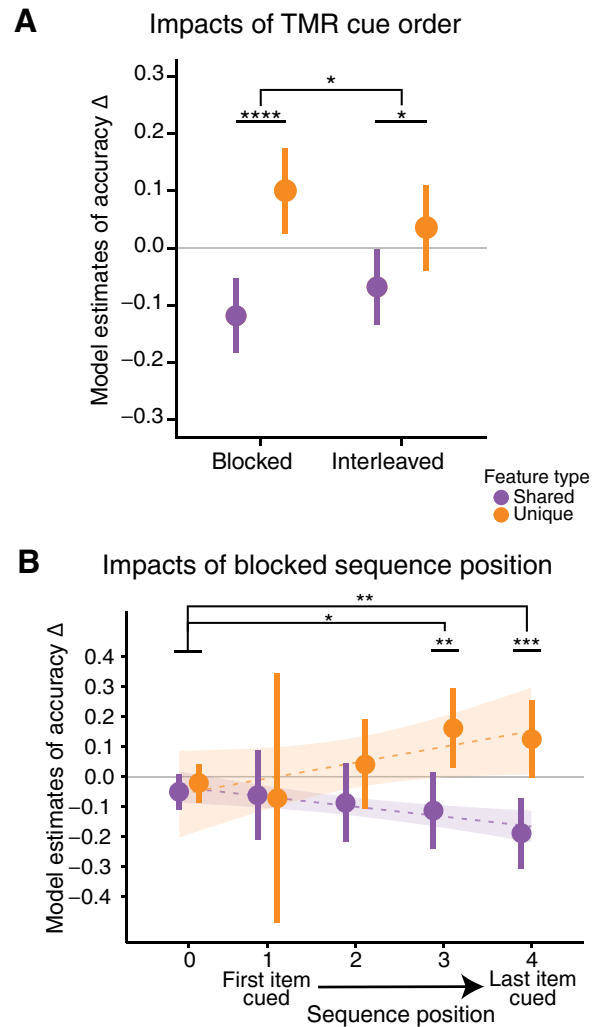 A
Impacts of TMR cue order
Model estimates of accuracy Δ
0.3
0.2
0.1
0.0
−0.1
−0.2
−0.3
*
****
*
Blocked
Interleaved
Feature type
Shared
Unique
B
Impacts of blocked sequence position
Model estimates of accuracy Δ
0.4
0.3
0.2
0.1
0.0
−0.1
−0.2
−0.3
−0.4
**
*
**
***
0 1 2 3 4
First item
cued
Last item
cued
Sequence position